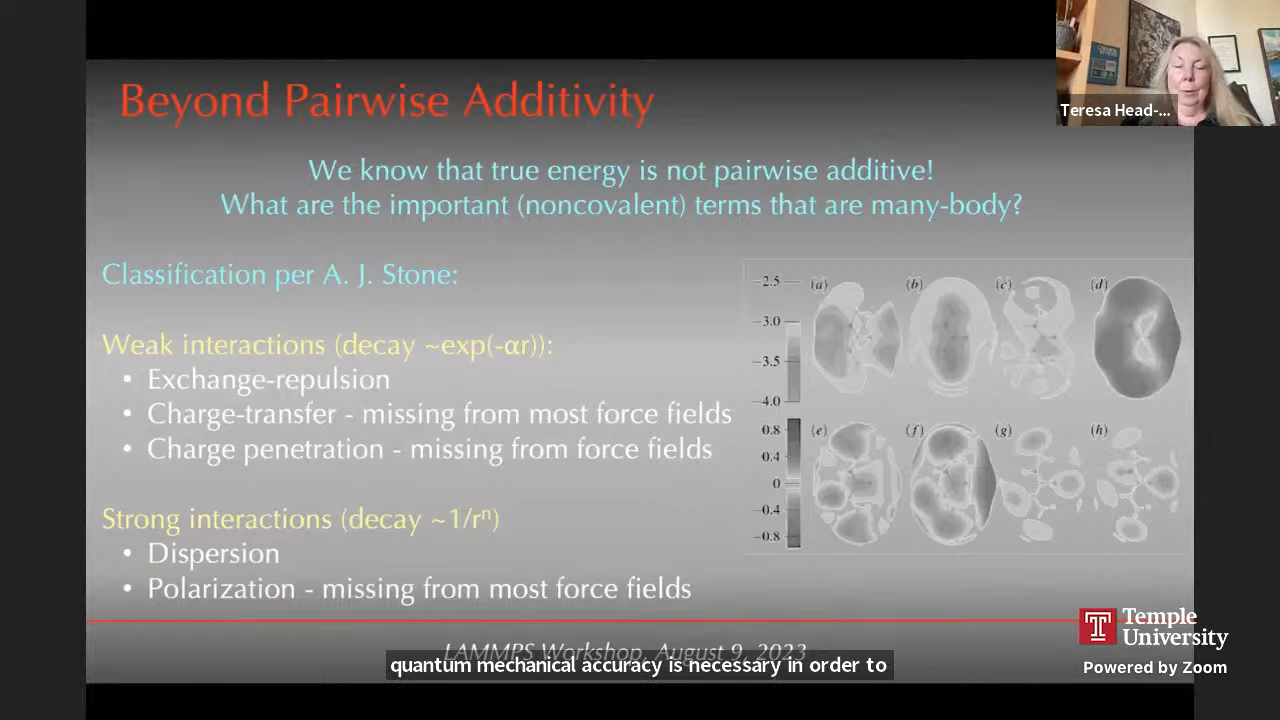 Beyond Pairwise Additivity
Teresa Head-...
We know that true energy is not pairwise additive!
What are the important (noncovalent) terms that are many-body?
Classification per A. J. Stone:
Weak interactions (decay ~exp(-αr)):
• Exchange-repulsion
• Charge-transfer - missing from most force fields
• Charge penetration - missing from force fields
Strong interactions (decay ~1/rⁿ)
• Dispersion
• Polarization - missing from most force fields
−2.5
−3.0
−3.5
−4.0
(a) (b) (c) (d)
0.8
0.4
0
−0.4
−0.8
(e) (f) (g) (h)
LAMMPS Workshop, August 9, 2023
quantum mechanical accuracy is necessary in order to
Temple
University
Powered by Zoom